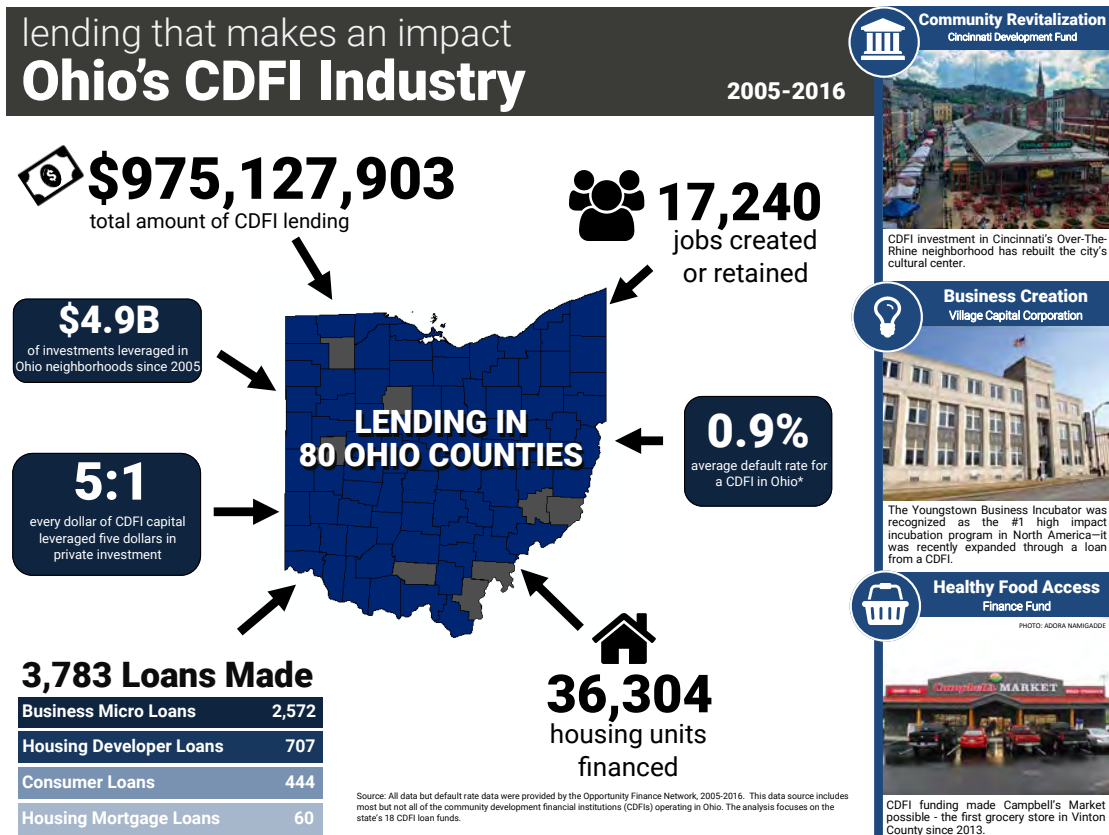 lending that makes an impact
Ohio's CDFI Industry
2005-2016
$975,127,903
total amount of CDFI lending
17,240
jobs created
or retained
$4.9B
of investments leveraged in
Ohio neighborhoods since 2005
LENDING IN
80 OHIO COUNTIES
0.9%
average default rate for
a CDFI in Ohio*
5:1
every dollar of CDFI capital
leveraged five dollars in
private investment
36,304
housing units
financed
3,783 Loans Made
Business Micro Loans 2,572
Housing Developer Loans 707
Consumer Loans 444
Housing Mortgage Loans 60
Source: All data but default rate data were provided by the Opportunity Finance Network, 2005-2016. This data source includes
most but not all of the community development financial institutions (CDFIs) operating in Ohio. The analysis focuses on the
state's 18 CDFI loan funds.
Community Revitalization
Cincinnati Development Fund
CDFI investment in Cincinnati's Over-The-
Rhine neighborhood has rebuilt the city's
cultural center.
Business Creation
Village Capital Corporation
The Youngstown Business Incubator was
recognized as the #1 high impact
incubation program in North America—it
was recently expanded through a loan
from a CDFI.
Healthy Food Access
Finance Fund
PHOTO: ADORA NAMIGADDE
Campbell's MARKET
CDFI funding made Campbell's Market
possible - the first grocery store in Vinton
County since 2013.